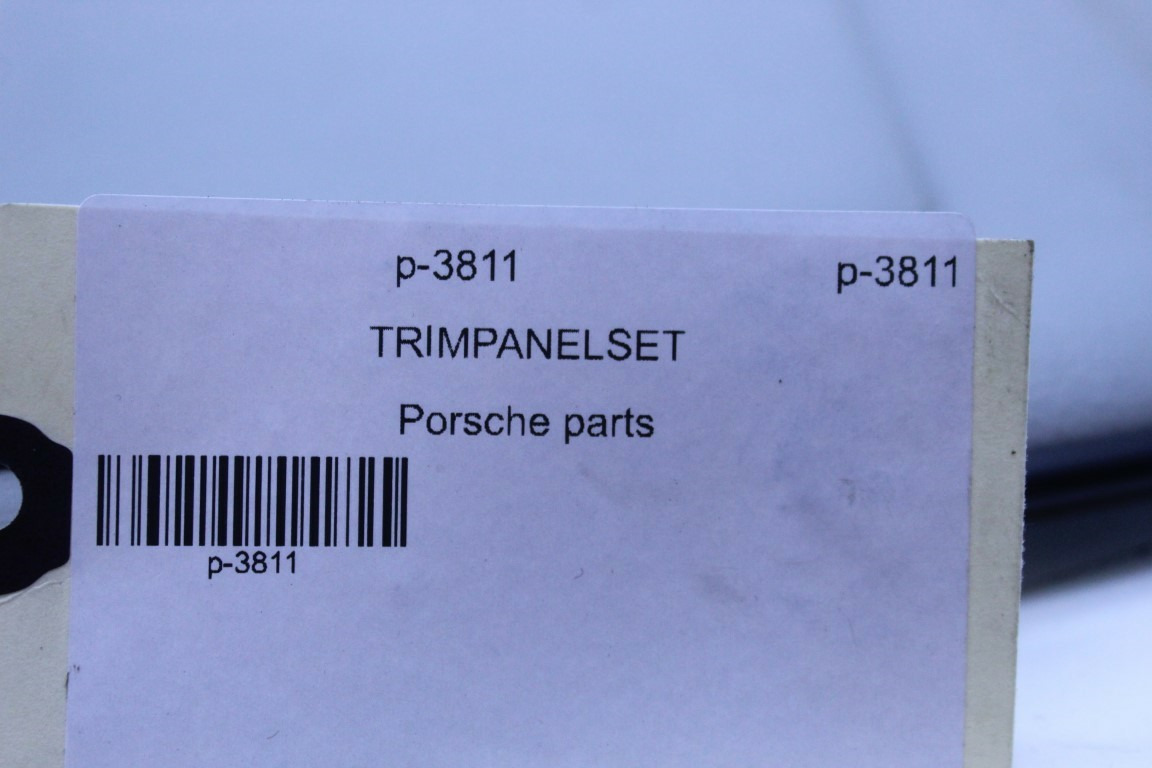 p-3811 p-3811
TRIMPANELSET
Porsche parts
p-3811